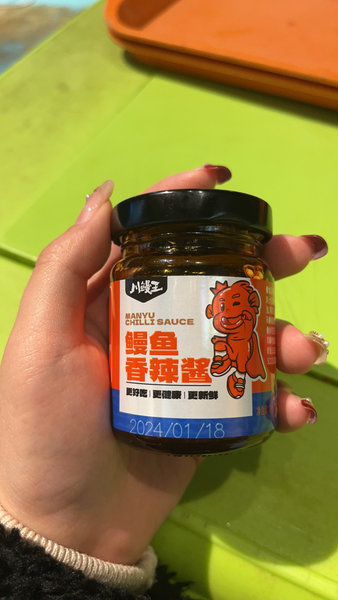 川鳗王
MANYU
CHILLI SAUCE
鳗鱼
香辣酱
更好吃 | 更健康 | 更新鲜
2024/01/18